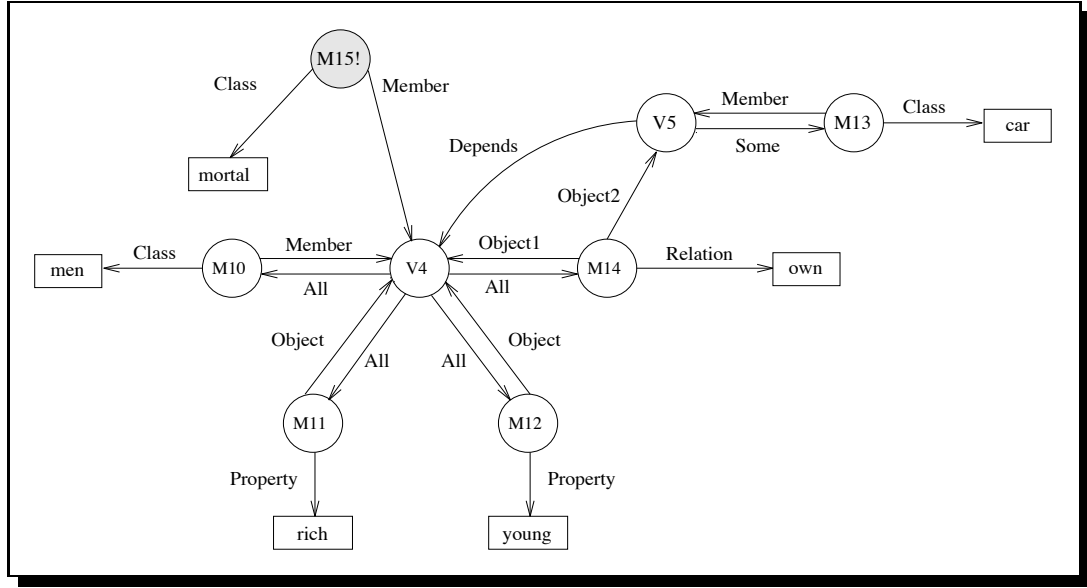 M15!
Class
Member
Member
V5
M13
Class
car
Some
Depends
mortal
Object2
Class
Member
Object1
Relation
men
M10
V4
M14
own
All
All
Object
All
All
Object
M11
M12
Property
Property
rich
young